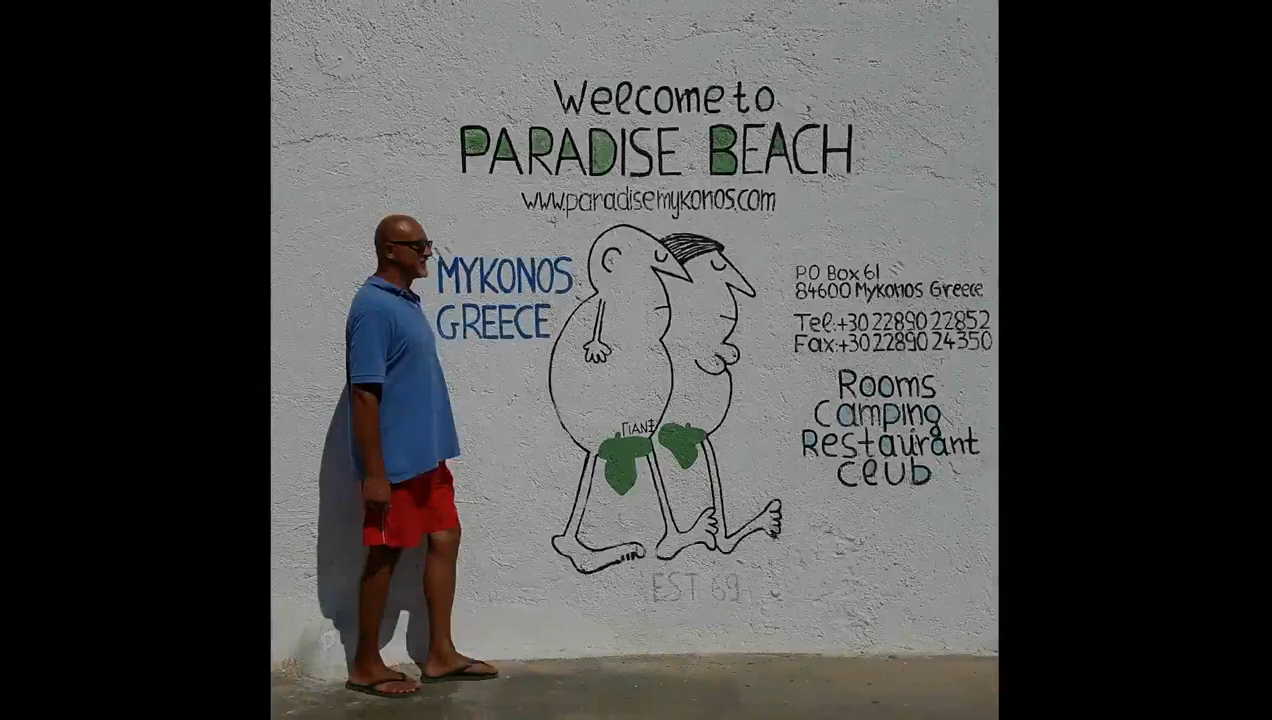 Welcome to
PARADISE BEACH
www.paradisemykonos.com
MYKONOS
GREECE
PO Box 61
84600 Mykonos Greece
Tel:+30 22890 22852
Fax:+30 22890 24350
Rooms
Camping
Restaurant
CLUB
EST 69